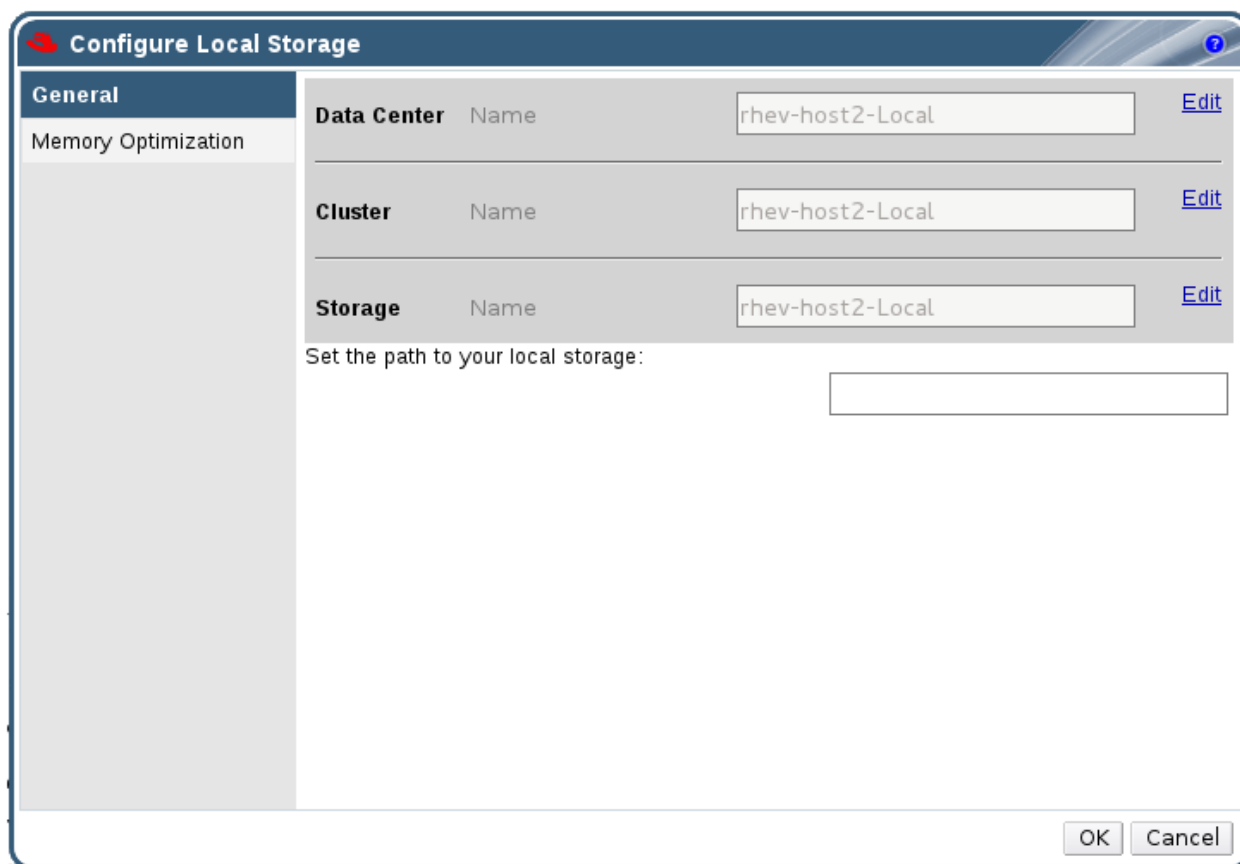 Configure Local Storage
?
General
Memory Optimization
Data Center Name rhev-host2-Local Edit
Cluster Name rhev-host2-Local Edit
Storage Name rhev-host2-Local Edit
Set the path to your local storage:
OK Cancel